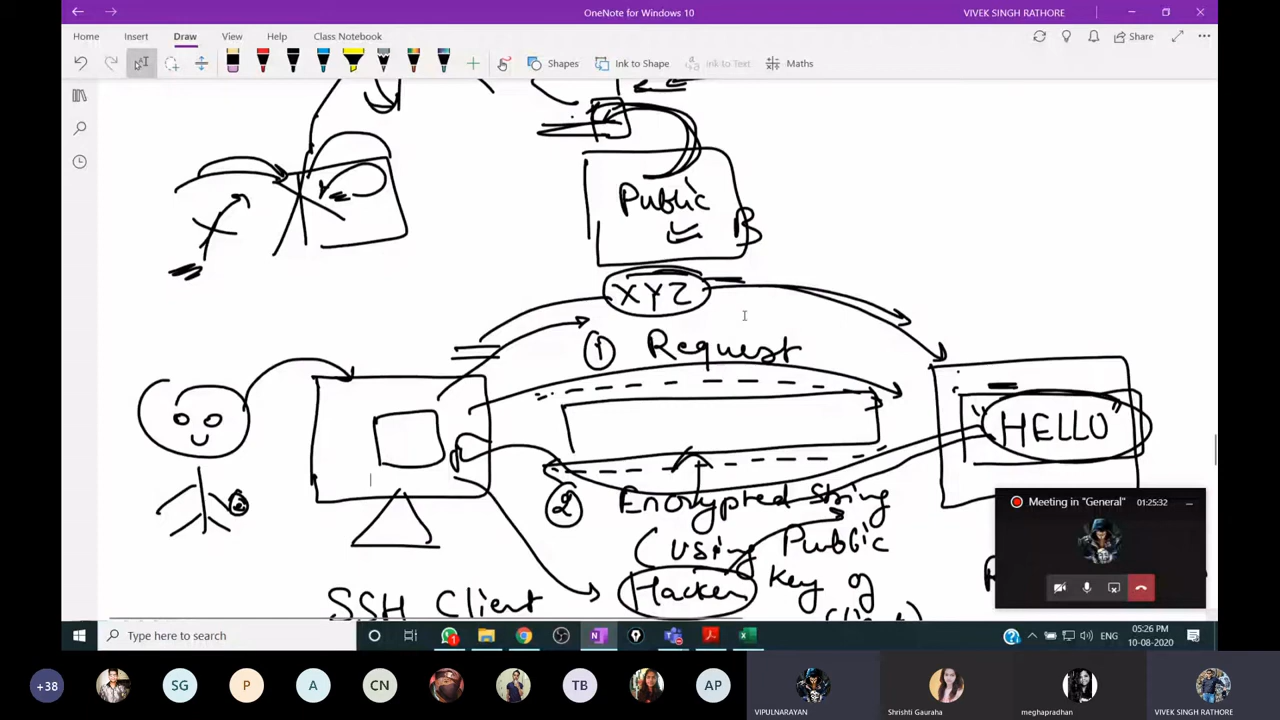 OneNote for Windows 10
VIVEK SINGH RATHORE
Home Insert Draw View Help Class Notebook
Share
Shapes Ink to Shape Ink to Text Maths
Public
B
XYZ
① Request
"HELLO"
② Encrypted String
(using Public
Key of
Hacker
SSH Client
Meeting in "General" 01:25:32
Type here to search
1
ENG
05:26 PM
10-08-2020
+38 SG P A CN TB AP
VIPULNARAYAN
Shrishti Gauraha
meghapradhan
VIVEK SINGH RATHORE